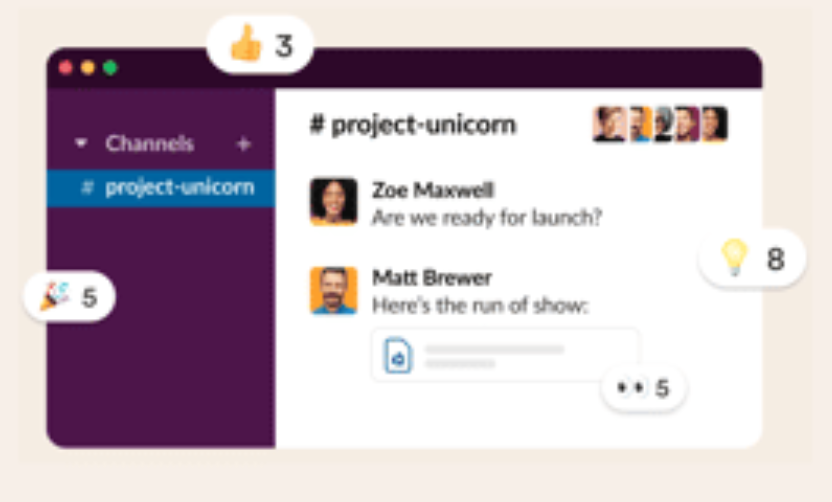 👍 3
Channels +
# project-unicorn
# project-unicorn
Zoe Maxwell
Are we ready for launch?
Matt Brewer
Here's the run of show:
🎉 5
💡 8
👀 5